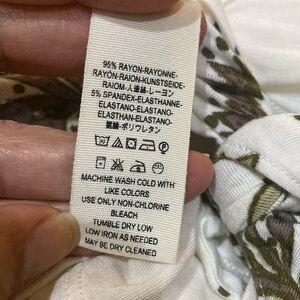 95% RAYON-RAYONNE-
RAYÓN-RAION-KUNSTSEIDE-
RAIOM-人造絲-レーヨン
5% SPANDEX-ELASTHANNE-
ELASTANO-ELASTANO-
ELASTHAN-ELASTANO-
氨綸-ポリウレタン
MACHINE WASH COLD WITH
LIKE COLORS
USE ONLY NON-CHLORINE
BLEACH
TUMBLE DRY LOW
LOW IRON AS NEEDED
MAY BE DRY CLEANED